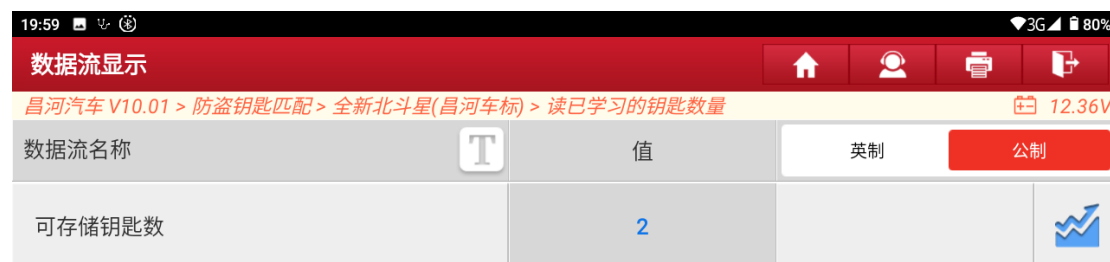 19:59 3G 80%
数据流显示
昌河汽车 V10.01 > 防盗钥匙匹配 > 全新北斗星(昌河车标) > 读已学习的钥匙数量 12.36V
数据流名称 T 值 英制 公制
可存储钥匙数 2